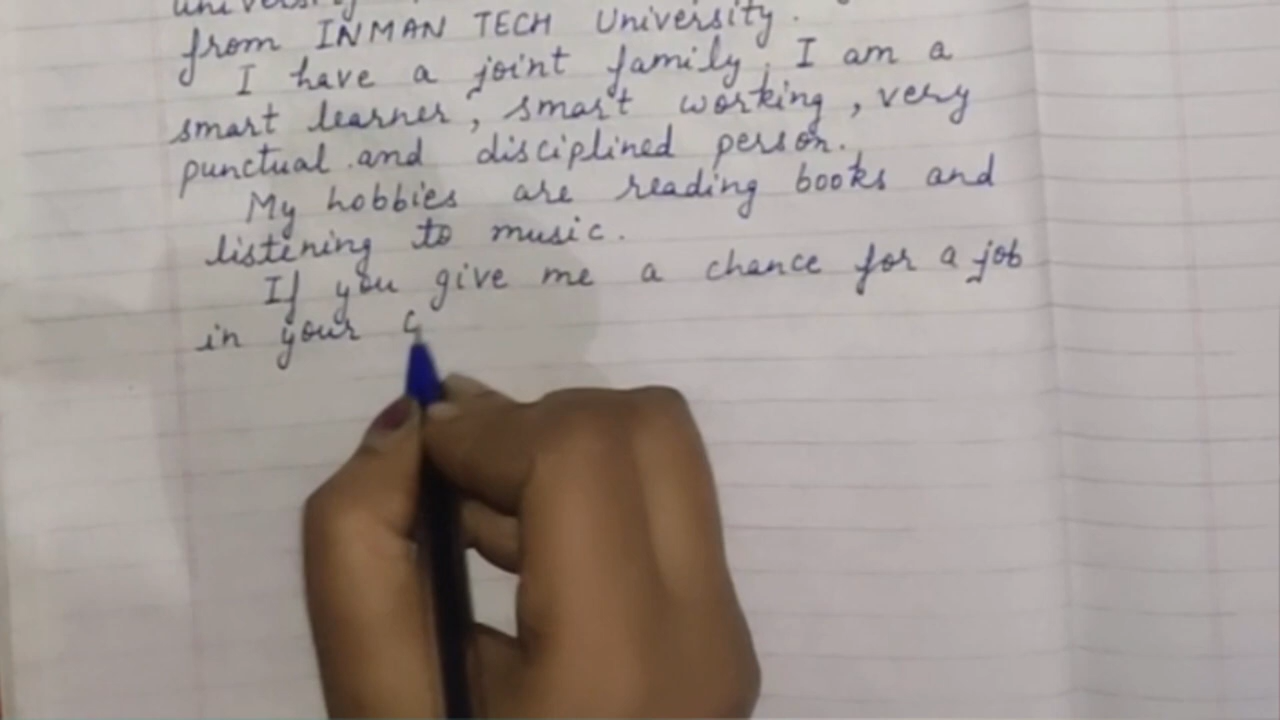 university
from INMAN TECH University.
I have a joint family. I am a
smart learner, smart working, very
punctual and disciplined person.
My hobbies are reading books and
listening to music.
If you give me a chance for a job
in your c